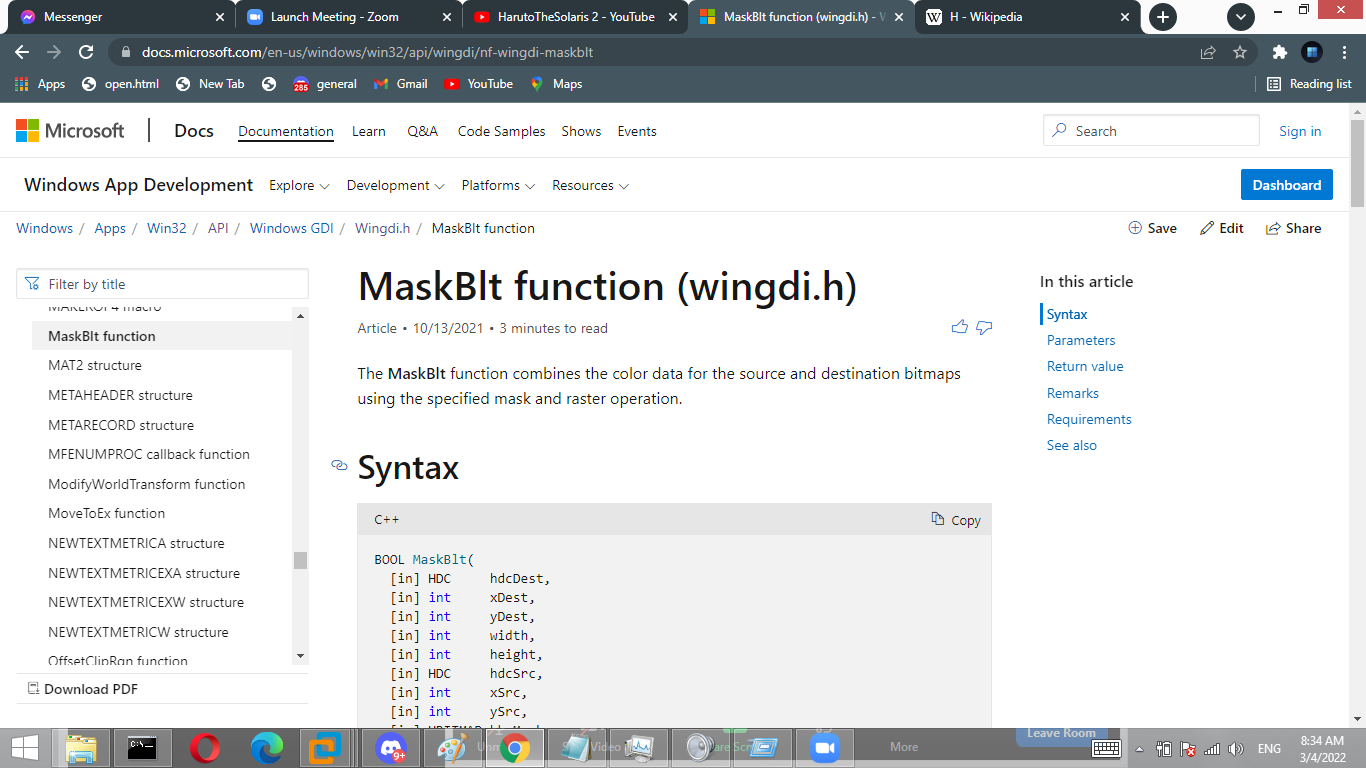 Messenger
Launch Meeting - Zoom
HarutoTheSolaris 2 - YouTube
MaskBlt function (wingdi.h) - W
H - Wikipedia
docs.microsoft.com/en-us/windows/win32/api/wingdi/nf-wingdi-maskblt
Apps open.html New Tab 285 general Gmail YouTube Maps Reading list
Microsoft Docs Documentation Learn Q&A Code Samples Shows Events Search Sign in
Windows App Development Explore Development Platforms Resources Dashboard
Windows / Apps / Win32 / API / Windows GDI / Wingdi.h / MaskBlt function Save Edit Share
Filter by title
MAKEROP4 macro
MaskBlt function
MAT2 structure
METAHEADER structure
METARECORD structure
MFENUMPROC callback function
ModifyWorldTransform function
MoveToEx function
NEWTEXTMETRICA structure
NEWTEXTMETRICEXA structure
NEWTEXTMETRICEXW structure
NEWTEXTMETRICW structure
OffsetClipRgn function
Download PDF
MaskBlt function (wingdi.h)
Article • 10/13/2021 • 3 minutes to read
The MaskBlt function combines the color data for the source and destination bitmaps
using the specified mask and raster operation.
Syntax
C++ Copy
BOOL MaskBlt(
[in] HDC hdcDest,
[in] int xDest,
[in] int yDest,
[in] int width,
[in] int height,
[in] HDC hdcSrc,
[in] int xSrc,
[in] int ySrc,
In this article
Syntax
Parameters
Return value
Remarks
Requirements
See also
C:\_
9+
Video
More
Leave Room
ENG
8:34 AM
3/4/2022